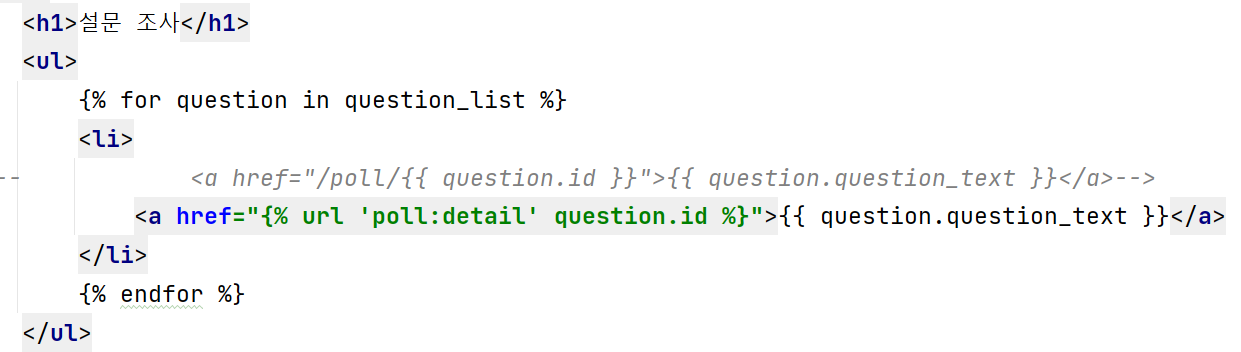 <h1>설문 조사</h1>
<ul>
{% for question in question_list %}
<li>
-- <a href="/poll/{{ question.id }}">{{ question.question_text }}</a>-->
<a href="{% url 'poll:detail' question.id %}">{{ question.question_text }}</a>
</li>
{% endfor %}
</ul>